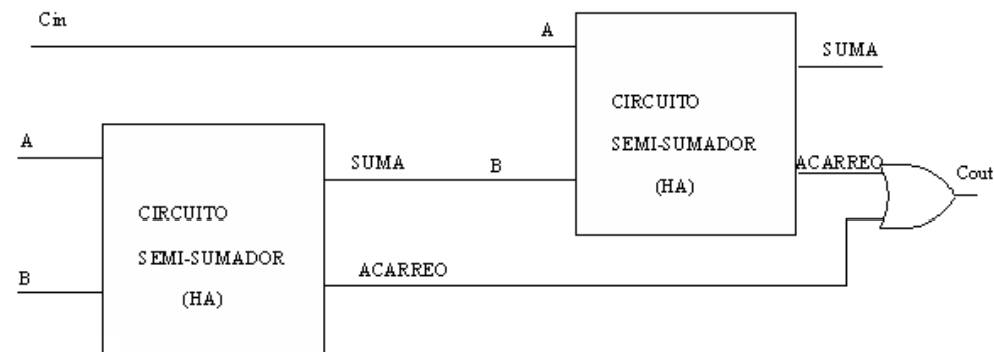 Cin
A
SUMA
CIRCUITO
SEMI-SUMADOR
(HA)
A
SUMA
B
ACARREO
Cout
CIRCUITO
SEMI-SUMADOR
(HA)
B
ACARREO